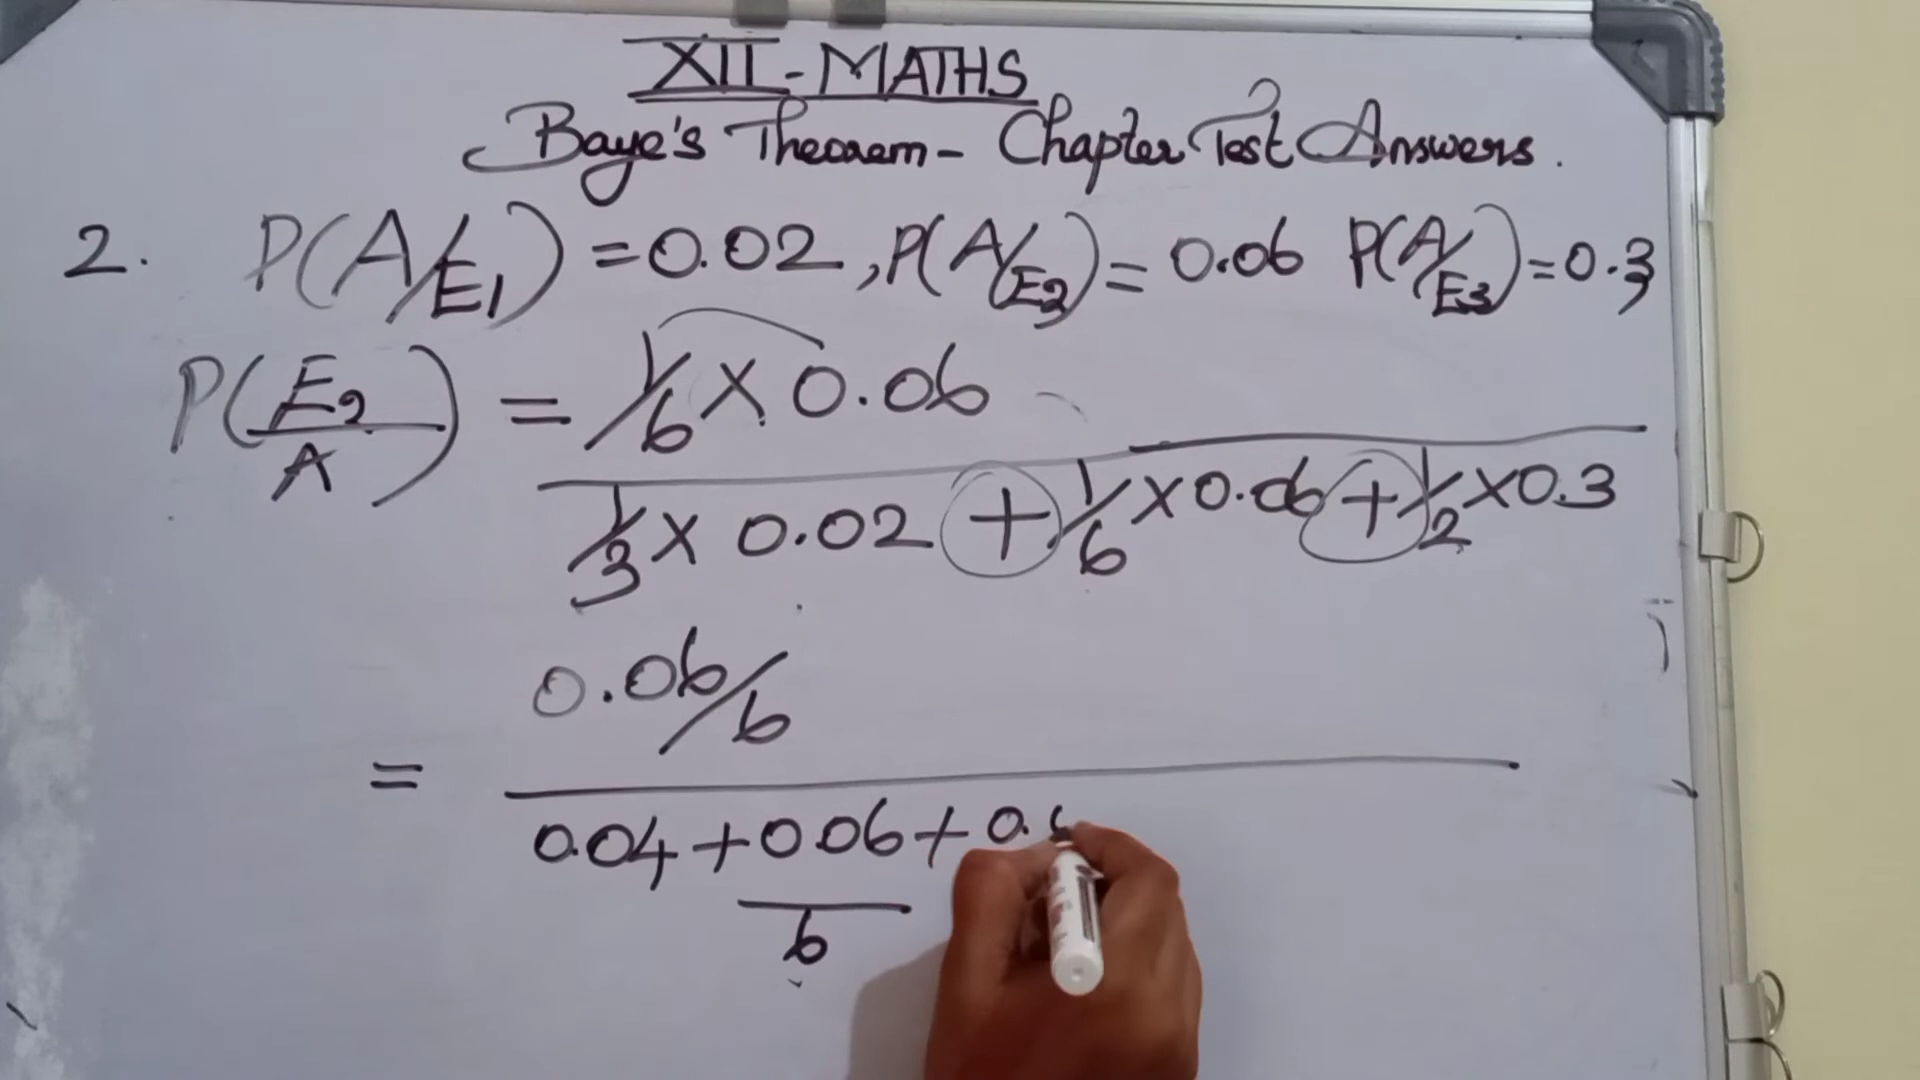 XII - MATHS
Baye's Theorem - Chapter Test Answers.
2. P(A/E1) = 0.02, P(A/E2) = 0.06 P(A/E3) = 0.3
P(E2/A) = 1/6 X 0.06
1/3 X 0.02 + 1/6 X 0.06 + 1/2 X 0.3
0.06/6
=
0.04 + 0.06 + 0.
6